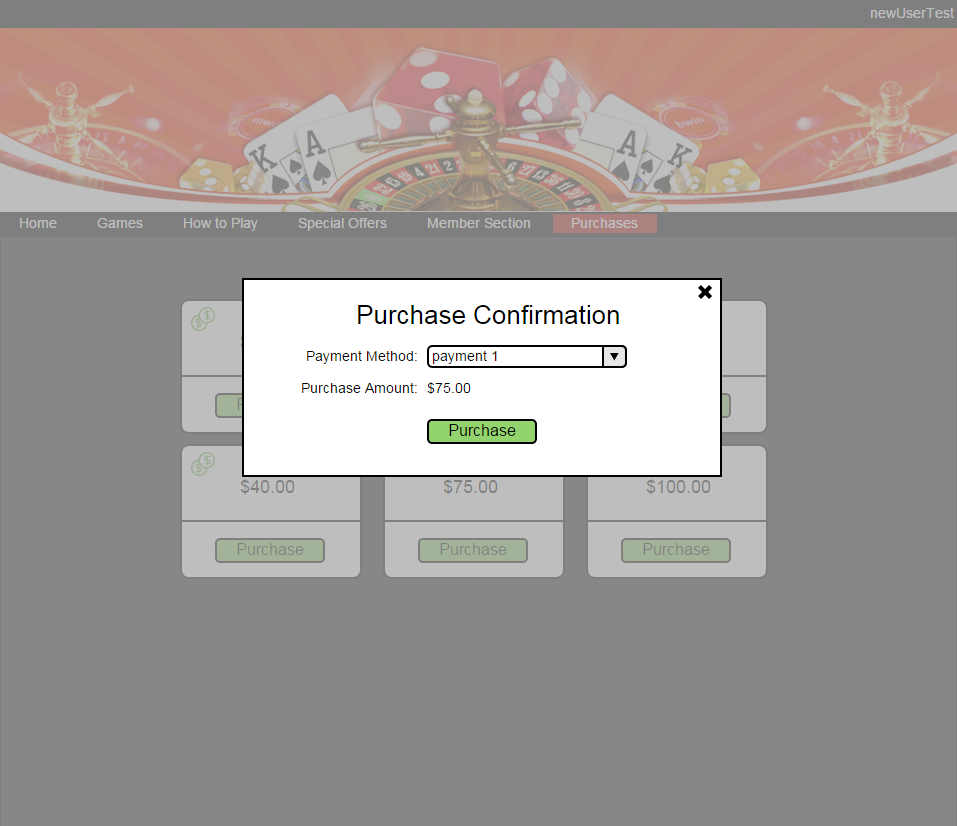 newUserTest
K A
A K
bwin
Home Games How to Play Special Offers Member Section Purchases
Purchase Confirmation
Payment Method: payment 1
Purchase Amount: $75.00
Purchase
$40.00 $75.00 $100.00
Purchase Purchase Purchase